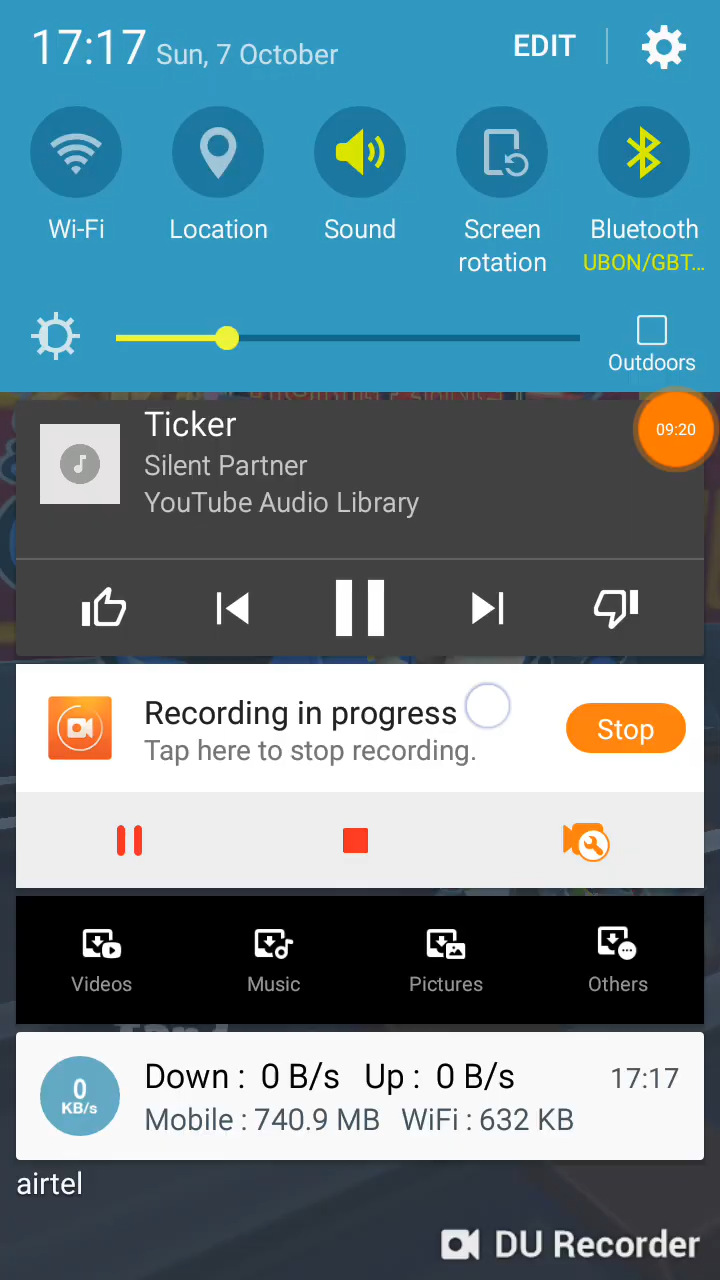 17:17 Sun, 7 October EDIT
Wi-Fi Location Sound Screen rotation Bluetooth
UBON/GBT...
Outdoors
Ticker
09:20
Silent Partner
YouTube Audio Library
Recording in progress
Stop
Tap here to stop recording.
Videos Music Pictures Others
0 KB/s
Down : 0 B/s Up : 0 B/s 17:17
Mobile : 740.9 MB WiFi : 632 KB
airtel
DU Recorder